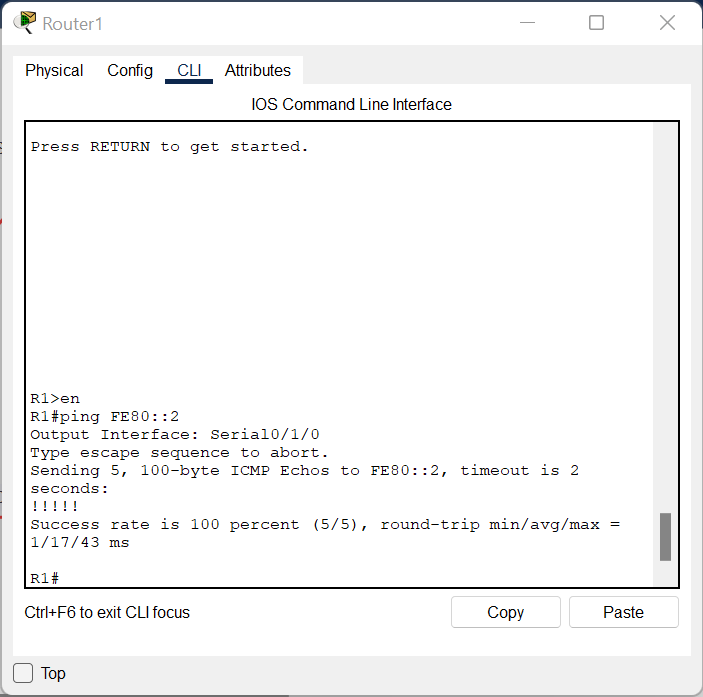 Router1
Physical Config CLI Attributes
IOS Command Line Interface
Press RETURN to get started.
R1>en
R1#ping FE80::2
Output Interface: Serial0/1/0
Type escape sequence to abort.
Sending 5, 100-byte ICMP Echos to FE80::2, timeout is 2
seconds:
!!!!!
Success rate is 100 percent (5/5), round-trip min/avg/max =
1/17/43 ms
R1#
Ctrl+F6 to exit CLI focus
Copy Paste
Top